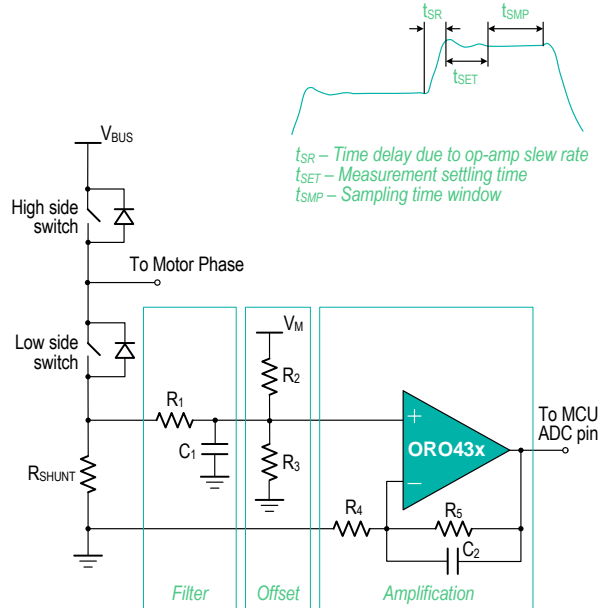 tSR
tSMP
tSET
tSR – Time delay due to op-amp slew rate
tSET – Measurement settling time
tSMP – Sampling time window
VBUS
High side
switch
To Motor Phase
Low side
switch
VM
R2
R1
C1
R3
RSHUNT
+
ORO43x
−
To MCU
ADC pin
R4
R5
C2
Filter
Offset
Amplification